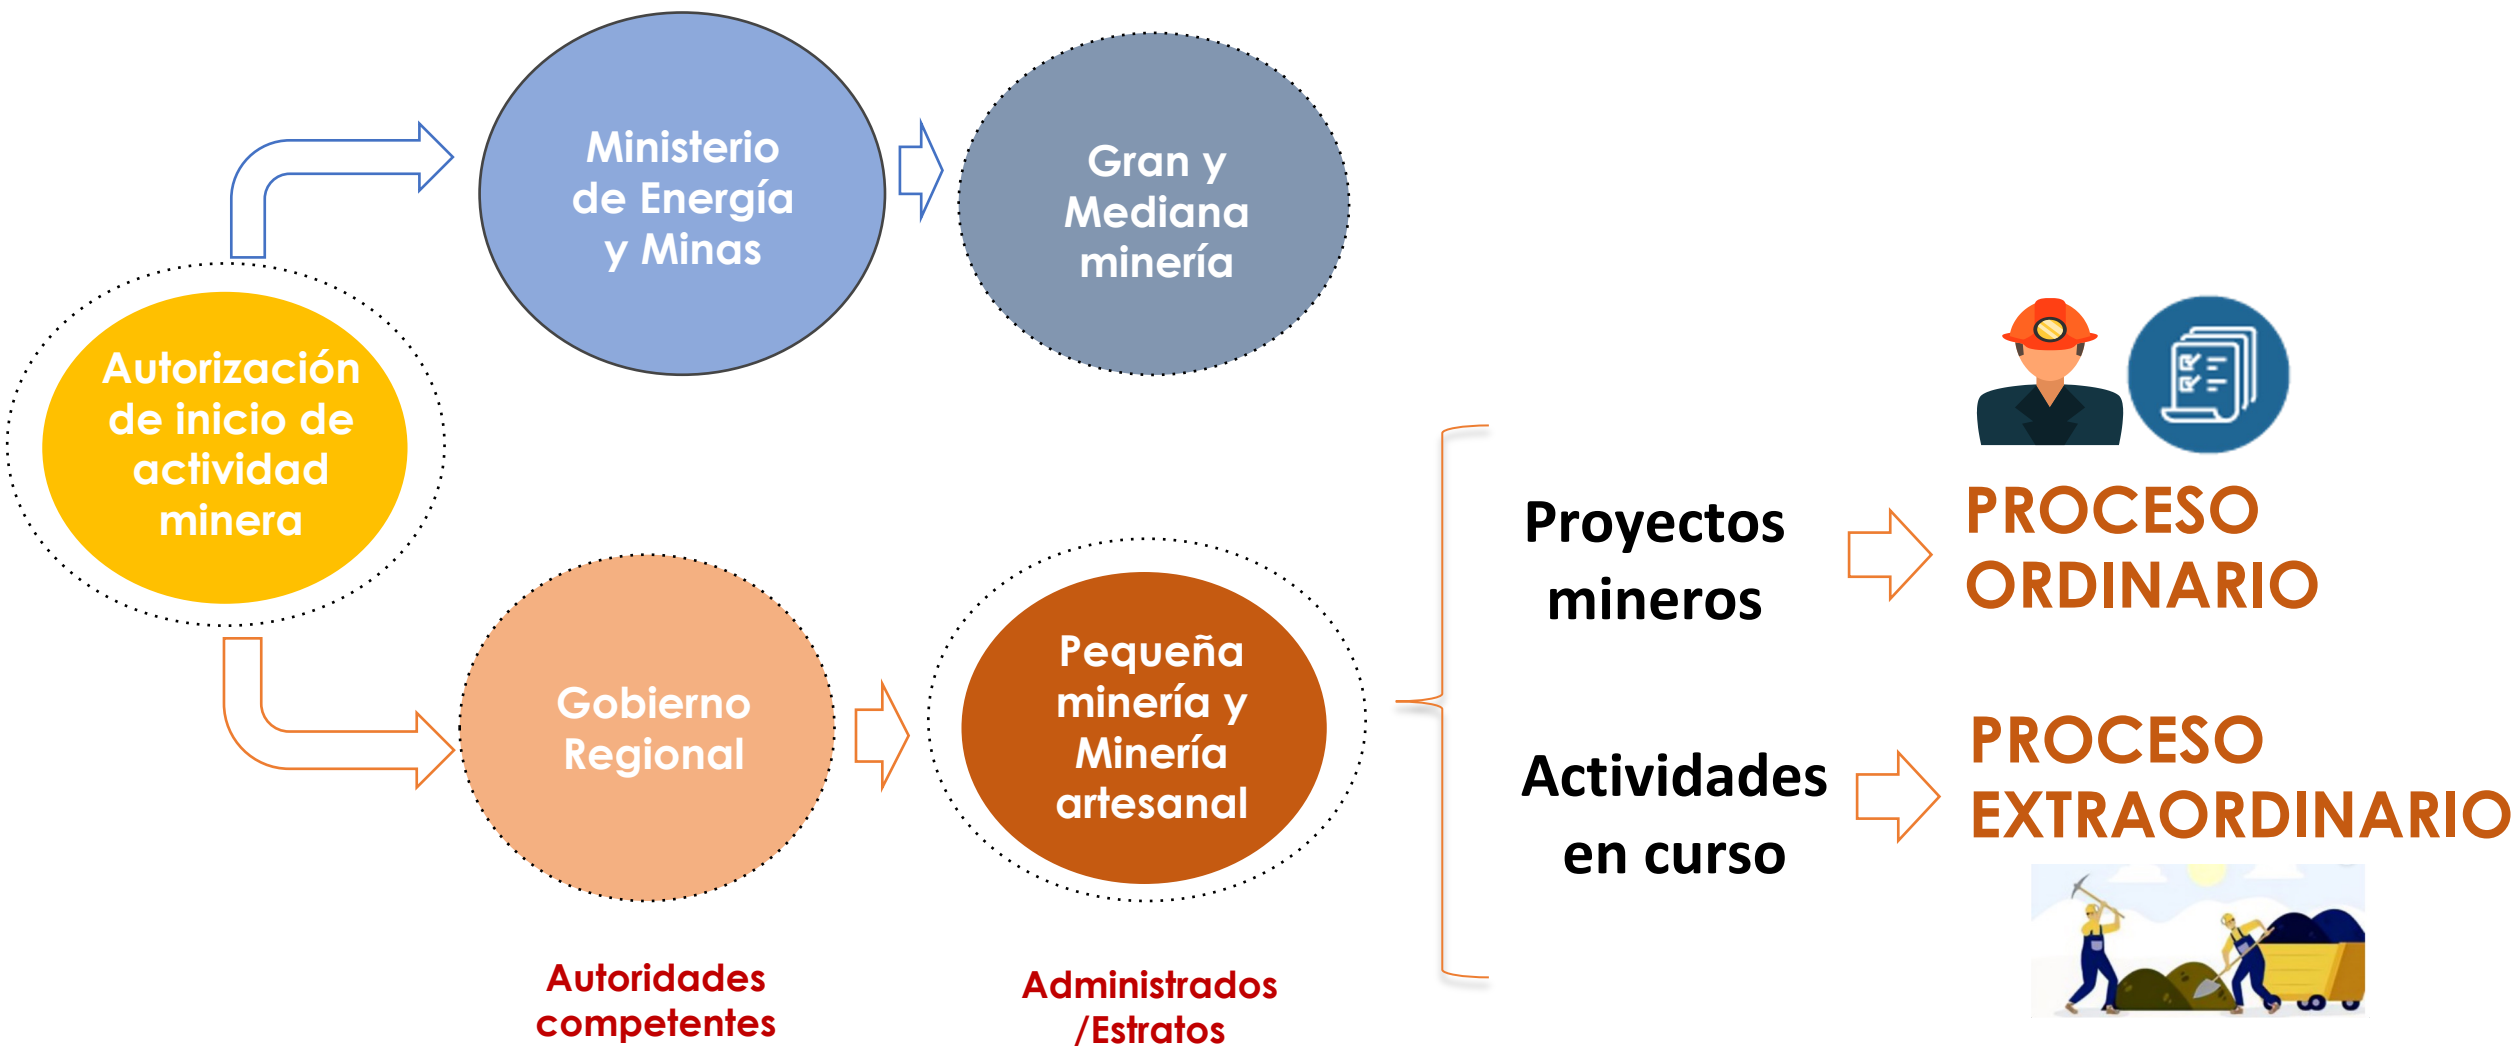 Autorización
de inicio de
actividad
minera
Ministerio
de Energía
y Minas
Gran y
Mediana
minería
Gobierno
Regional
Pequeña
minería y
Minería
artesanal
Proyectos
mineros
PROCESO
ORDINARIO
Actividades
en curso
PROCESO
EXTRAORDINARIO
Autoridades
competentes
Administrados
/Estratos